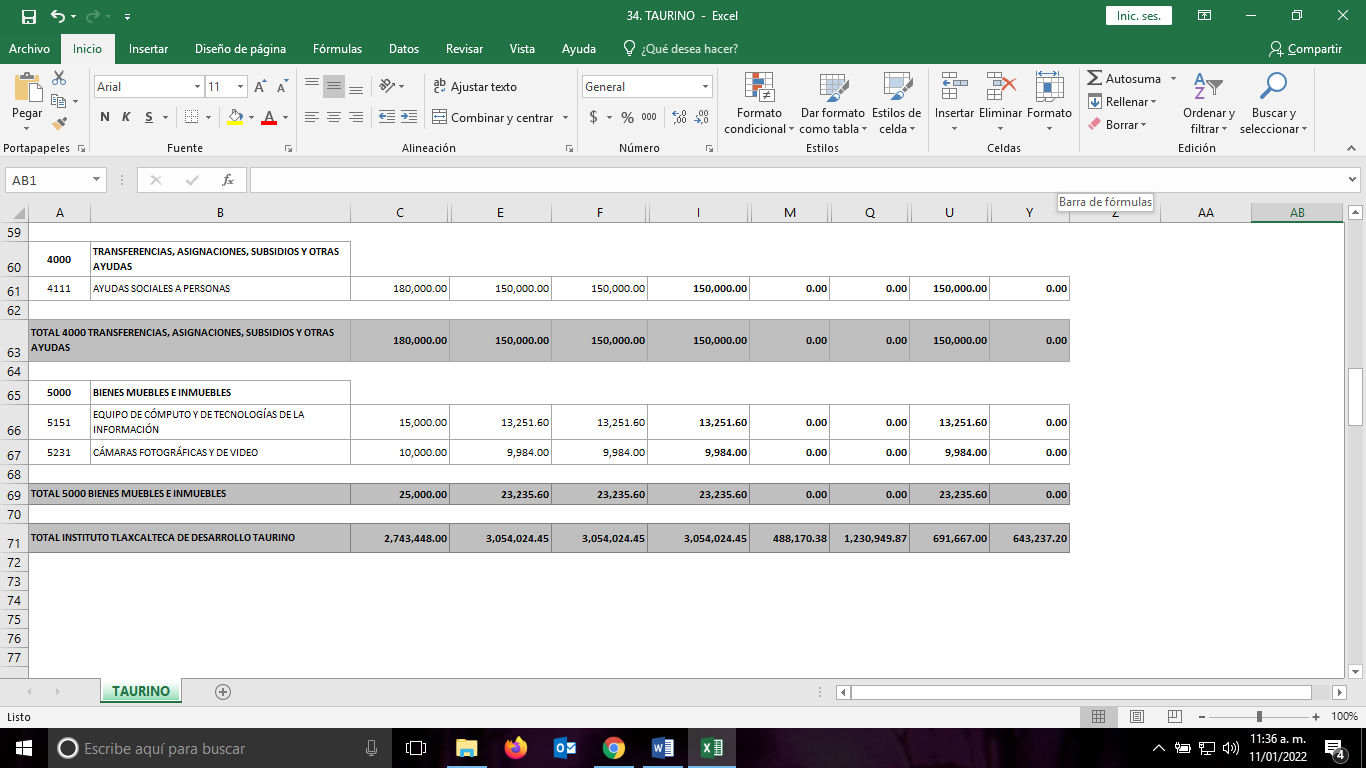 34. TAURINO - Excel
Inic. ses.
Archivo Inicio Insertar Diseño de página Fórmulas Datos Revisar Vista Ayuda ¿Qué desea hacer? Compartir
Pegar
Arial 11
N K S
Ajustar texto
Combinar y centrar
General
$ % 000
Formato condicional
Dar formato como tabla
Estilos de celda
Insertar Eliminar Formato
Autosuma
Rellenar
Borrar
Ordenar y filtrar
Buscar y seleccionar
Portapapeles Fuente Alineación Número Estilos Celdas Edición
AB1 fx
Barra de fórmulas
A B C E F I M Q U Y Z AA AB
59
60 4000 TRANSFERENCIAS, ASIGNACIONES, SUBSIDIOS Y OTRAS
AYUDAS
61 4111 AYUDAS SOCIALES A PERSONAS 180,000.00 150,000.00 150,000.00 150,000.00 0.00 0.00 150,000.00 0.00
62
63 TOTAL 4000 TRANSFERENCIAS, ASIGNACIONES, SUBSIDIOS Y OTRAS
AYUDAS 180,000.00 150,000.00 150,000.00 150,000.00 0.00 0.00 150,000.00 0.00
64
65 5000 BIENES MUEBLES E INMUEBLES
66 5151 EQUIPO DE CÓMPUTO Y DE TECNOLOGÍAS DE LA
INFORMACIÓN 15,000.00 13,251.60 13,251.60 13,251.60 0.00 0.00 13,251.60 0.00
67 5231 CÁMARAS FOTOGRÁFICAS Y DE VIDEO 10,000.00 9,984.00 9,984.00 9,984.00 0.00 0.00 9,984.00 0.00
68
69 TOTAL 5000 BIENES MUEBLES E INMUEBLES 25,000.00 23,235.60 23,235.60 23,235.60 0.00 0.00 23,235.60 0.00
70
71 TOTAL INSTITUTO TLAXCALTECA DE DESARROLLO TAURINO 2,743,448.00 3,054,024.45 3,054,024.45 3,054,024.45 488,170.38 1,230,949.87 691,667.00 643,237.20
72
73
74
75
76
77
TAURINO
Listo 100%
Escribe aquí para buscar
11:36 a. m.
11/01/2022
4